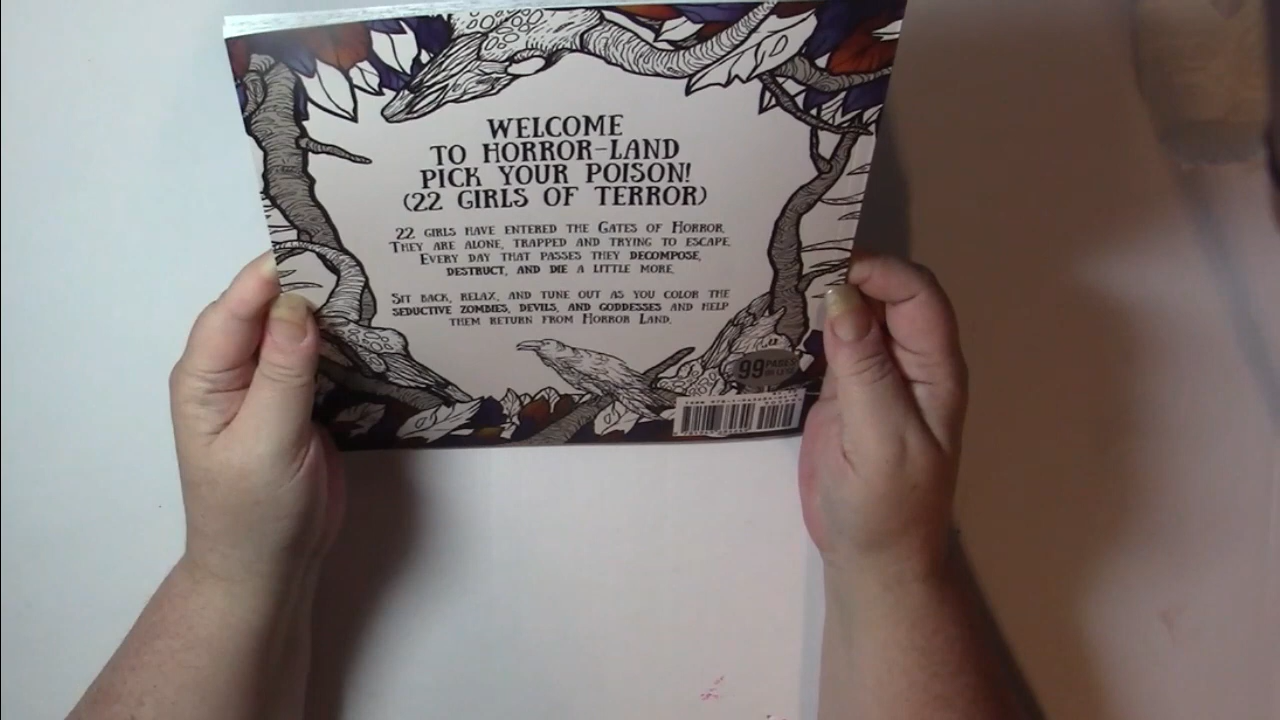 WELCOME
TO HORROR-LAND
PICK YOUR POISON!
(22 GIRLS OF TERROR)
22 GIRLS HAVE ENTERED THE GATES OF HORROR.
THEY ARE ALONE, TRAPPED AND TRYING TO ESCAPE.
EVERY DAY THAT PASSES THEY DECOMPOSE,
DESTRUCT, AND DIE A LITTLE MORE.
SIT BACK, RELAX, AND TUNE OUT AS YOU COLOR THE
SEDUCTIVE ZOMBIES, DEVILS, AND GODDESSES AND HELP
THEM RETURN FROM HORROR LAND.
99 PAGES